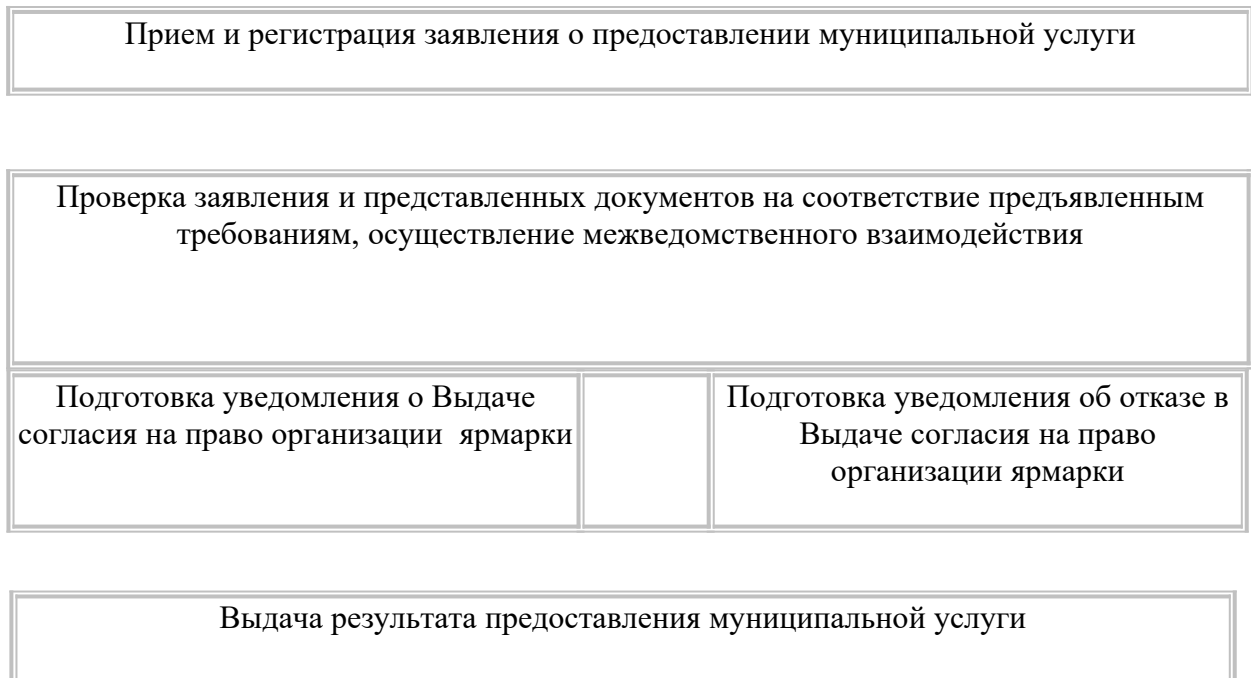 Прием и регистрация заявления о предоставлении муниципальной услуги
Проверка заявления и представленных документов на соответствие предъявленным
требованиям, осуществление межведомственного взаимодействия
Подготовка уведомления о Выдаче
согласия на право организации  ярмарки
Подготовка уведомления об отказе в
Выдаче согласия на право
организации ярмарки
Выдача результата предоставления муниципальной услуги